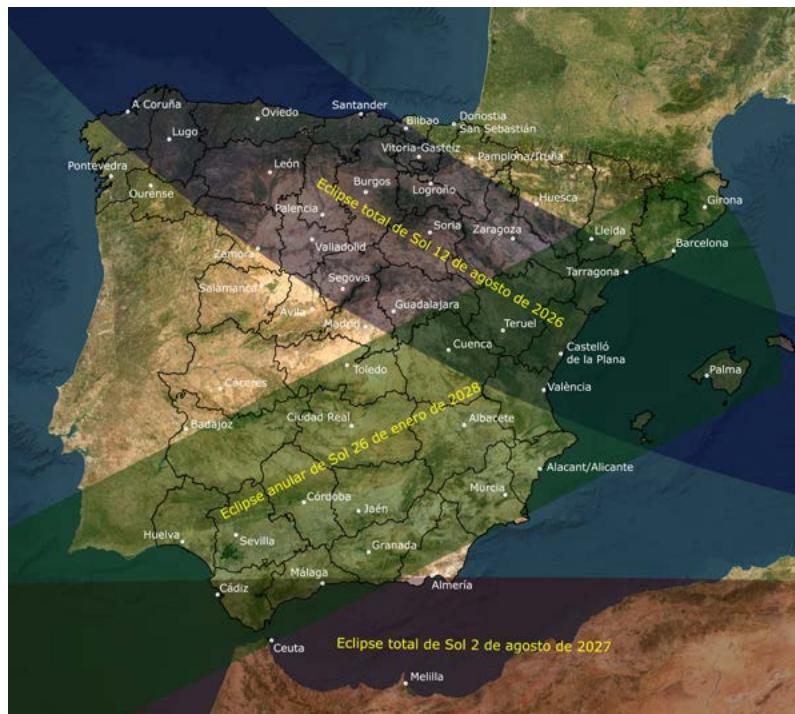 A Coruña
Oviedo
Santander
Bilbao
Donostia
San Sebastián
Lugo
Vitoria-Gasteiz
Pamplona/Iruña
Pontevedra
León
Ourense
Burgos
Logroño
Huesca
Girona
Palencia
Eclipse total de Sol 12 de agosto de 2026
Soria
Zaragoza
Lleida
Barcelona
Zamora
Valladolid
Tarragona
Salamanca
Segovia
Ávila
Guadalajara
Madrid
Teruel
Cuenca
Castelló
de la Plana
Toledo
Palma
Cáceres
València
Badajoz
Ciudad Real
Eclipse anular de Sol 26 de enero de 2028
Albacete
Alacant/Alicante
Murcia
Córdoba
Jaén
Huelva
Sevilla
Granada
Cádiz
Málaga
Almería
Ceuta
Eclipse total de Sol 2 de agosto de 2027
Melilla